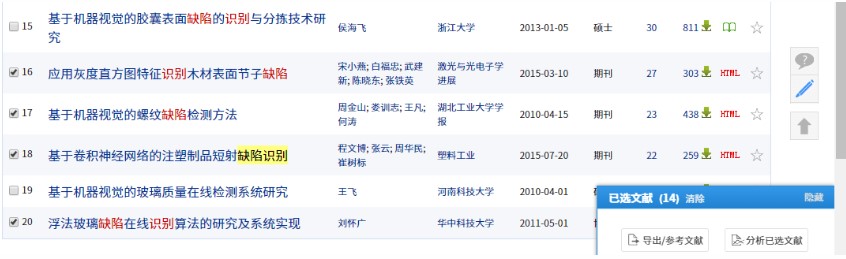 15 基于机器视觉的胶囊表面缺陷的识别与分拣技术研究 侯海飞 浙江大学 2013-01-05 硕士 30 811
16 应用灰度直方图特征识别木材表面节子缺陷 宋小燕; 白福忠; 武建新; 陈晓东; 张铁英 激光与光电子学进展 2015-03-10 期刊 27 303 HTML
17 基于机器视觉的螺纹缺陷检测方法 周金山; 娄训志; 王凡; 何涛 湖北工业大学学报 2010-04-15 期刊 23 438 HTML
18 基于卷积神经网络的注塑制品短射缺陷识别 程文博; 张云; 周华民; 崔树标 塑料工业 2015-07-20 期刊 22 259 HTML
19 基于机器视觉的玻璃质量在线检测系统研究 王飞 河南科技大学 2010-04-01
20 浮法玻璃缺陷在线识别算法的研究及系统实现 刘怀广 华中科技大学 2011-05-01
已选文献 (14) 清除 隐藏
导出/参考文献 分析已选文献